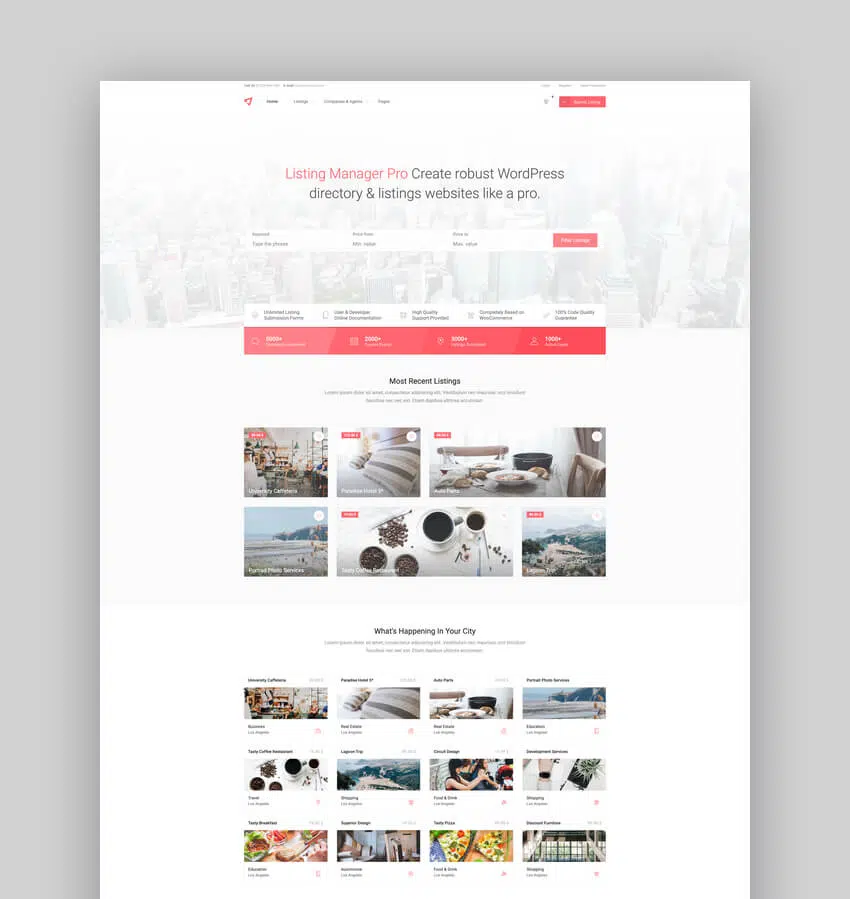 Call Us
E-mail
Login
Register
Home
Listings
Companies & Agents
Pages
Submit Listing
Listing Manager Pro Create robust WordPress
directory & listings websites like a pro.
Keyword
Price from
Price to
Type the phrase
Min. value
Max. value
Filter Listings
Unlimited Listing
Submission Forms
User & Developer
Online Documentation
High Quality
Support Provided
Completely Based on
WooCommerce
100% Code Quality
Guarantee
5000+
2000+
3000+
1000+
Most Recent Listings
Lorem ipsum dolor sit amet, consectetur adipiscing elit. Vestibulum nec maximus nisl tincidunt
faucibus nec nec est. Etiam dapibus ultrices accumsan
University Cafeteria
Paradise Hotel 5*
Auto Parts
Portrait Photo Services
Tasty Coffee Restaurant
Lagoon Trip
What's Happening In Your City
Lorem ipsum dolor sit amet, consectetur adipiscing elit. Vestibulum nec maximus nisl tincidunt
faucibus nec nec est. Etiam dapibus ultrices accumsan
University Cafeteria
Paradise Hotel 5*
Auto Parts
Portrait Photo Services
Business
Los Angeles
Real Estate
Los Angeles
Real Estate
Los Angeles
Education
Los Angeles
Tasty Coffee Restaurant
Lagoon Trip
Circuit Design
Development Services
Travel
Los Angeles
Shopping
Los Angeles
Food & Drink
Los Angeles
Shopping
Los Angeles
Tasty Breakfast
Superior Design
Tasty Pizza
Discount Furniture
Education
Los Angeles
Automotive
Los Angeles
Food & Drink
Los Angeles
Shopping
Los Angeles